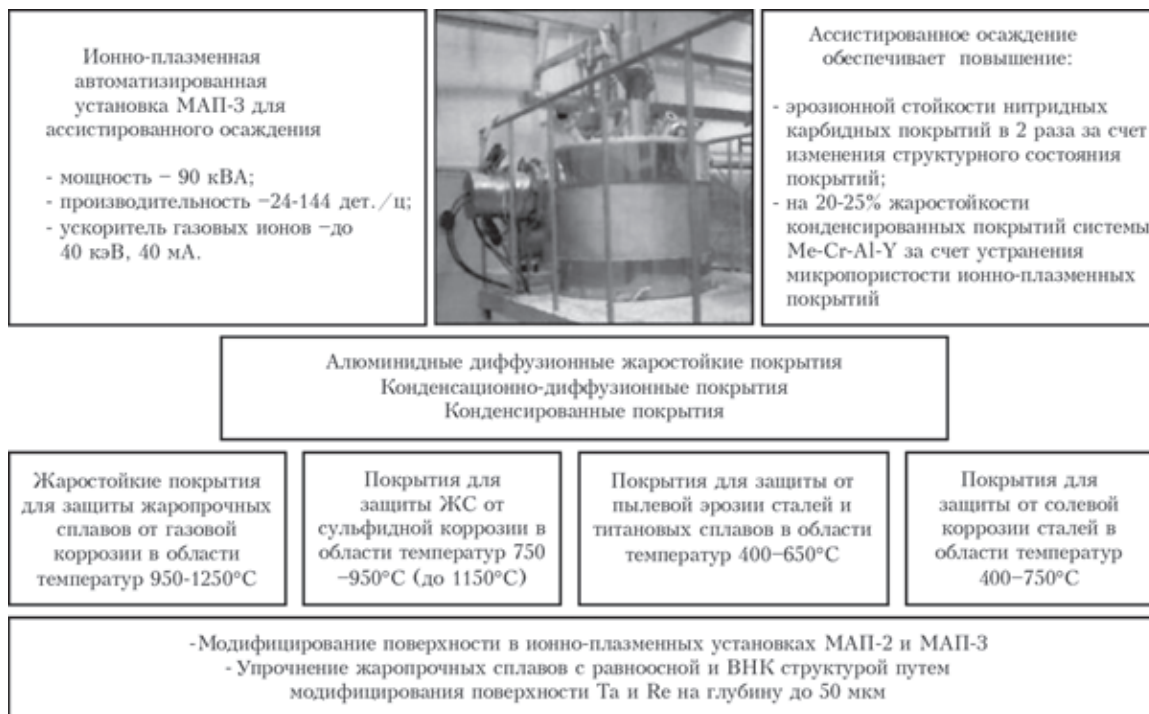 Ионно-плазменная
автоматизированная
установка МАП-3 для
ассистированного осаждения
- мощность – 90 кВА;
- производительность –24-144 дет./ц;
- ускоритель газовых ионов –до
40 кэВ, 40 мА.
Ассистированное осаждение
обеспечивает повышение:
- эрозионной стойкости нитридных
карбидных покрытий в 2 раза за счет
изменения структурного состояния
покрытий;
- на 20-25% жаростойкости
конденсированных покрытий системы
Me-Cr-Al-Y за счет устранения
микропористости ионно-плазменных
покрытий
Алюминидные диффузионные жаростойкие покрытия
Конденсационно-диффузионные покрытия
Конденсированные покрытия
Жаростойкие покрытия
для защиты жаропрочных
сплавов от газовой
коррозии в области
температур 950-1250°С
Покрытия для
защиты ЖС от
сульфидной коррозии в
области температур 750
–950°С (до 1150°С)
Покрытия для защиты от
пылевой эрозии сталей и
титановых сплавов в области
температур 400–650°С
Покрытия для
защиты от солевой
коррозии сталей в
области температур
400–750°С
-Модифицирование поверхности в ионно-плазменных установках МАП-2 и МАП-3
- Упрочнение жаропрочных сплавов с равноосной и ВНК структурой путем
модифицирования поверхности Ta и Re на глубину до 50 мкм